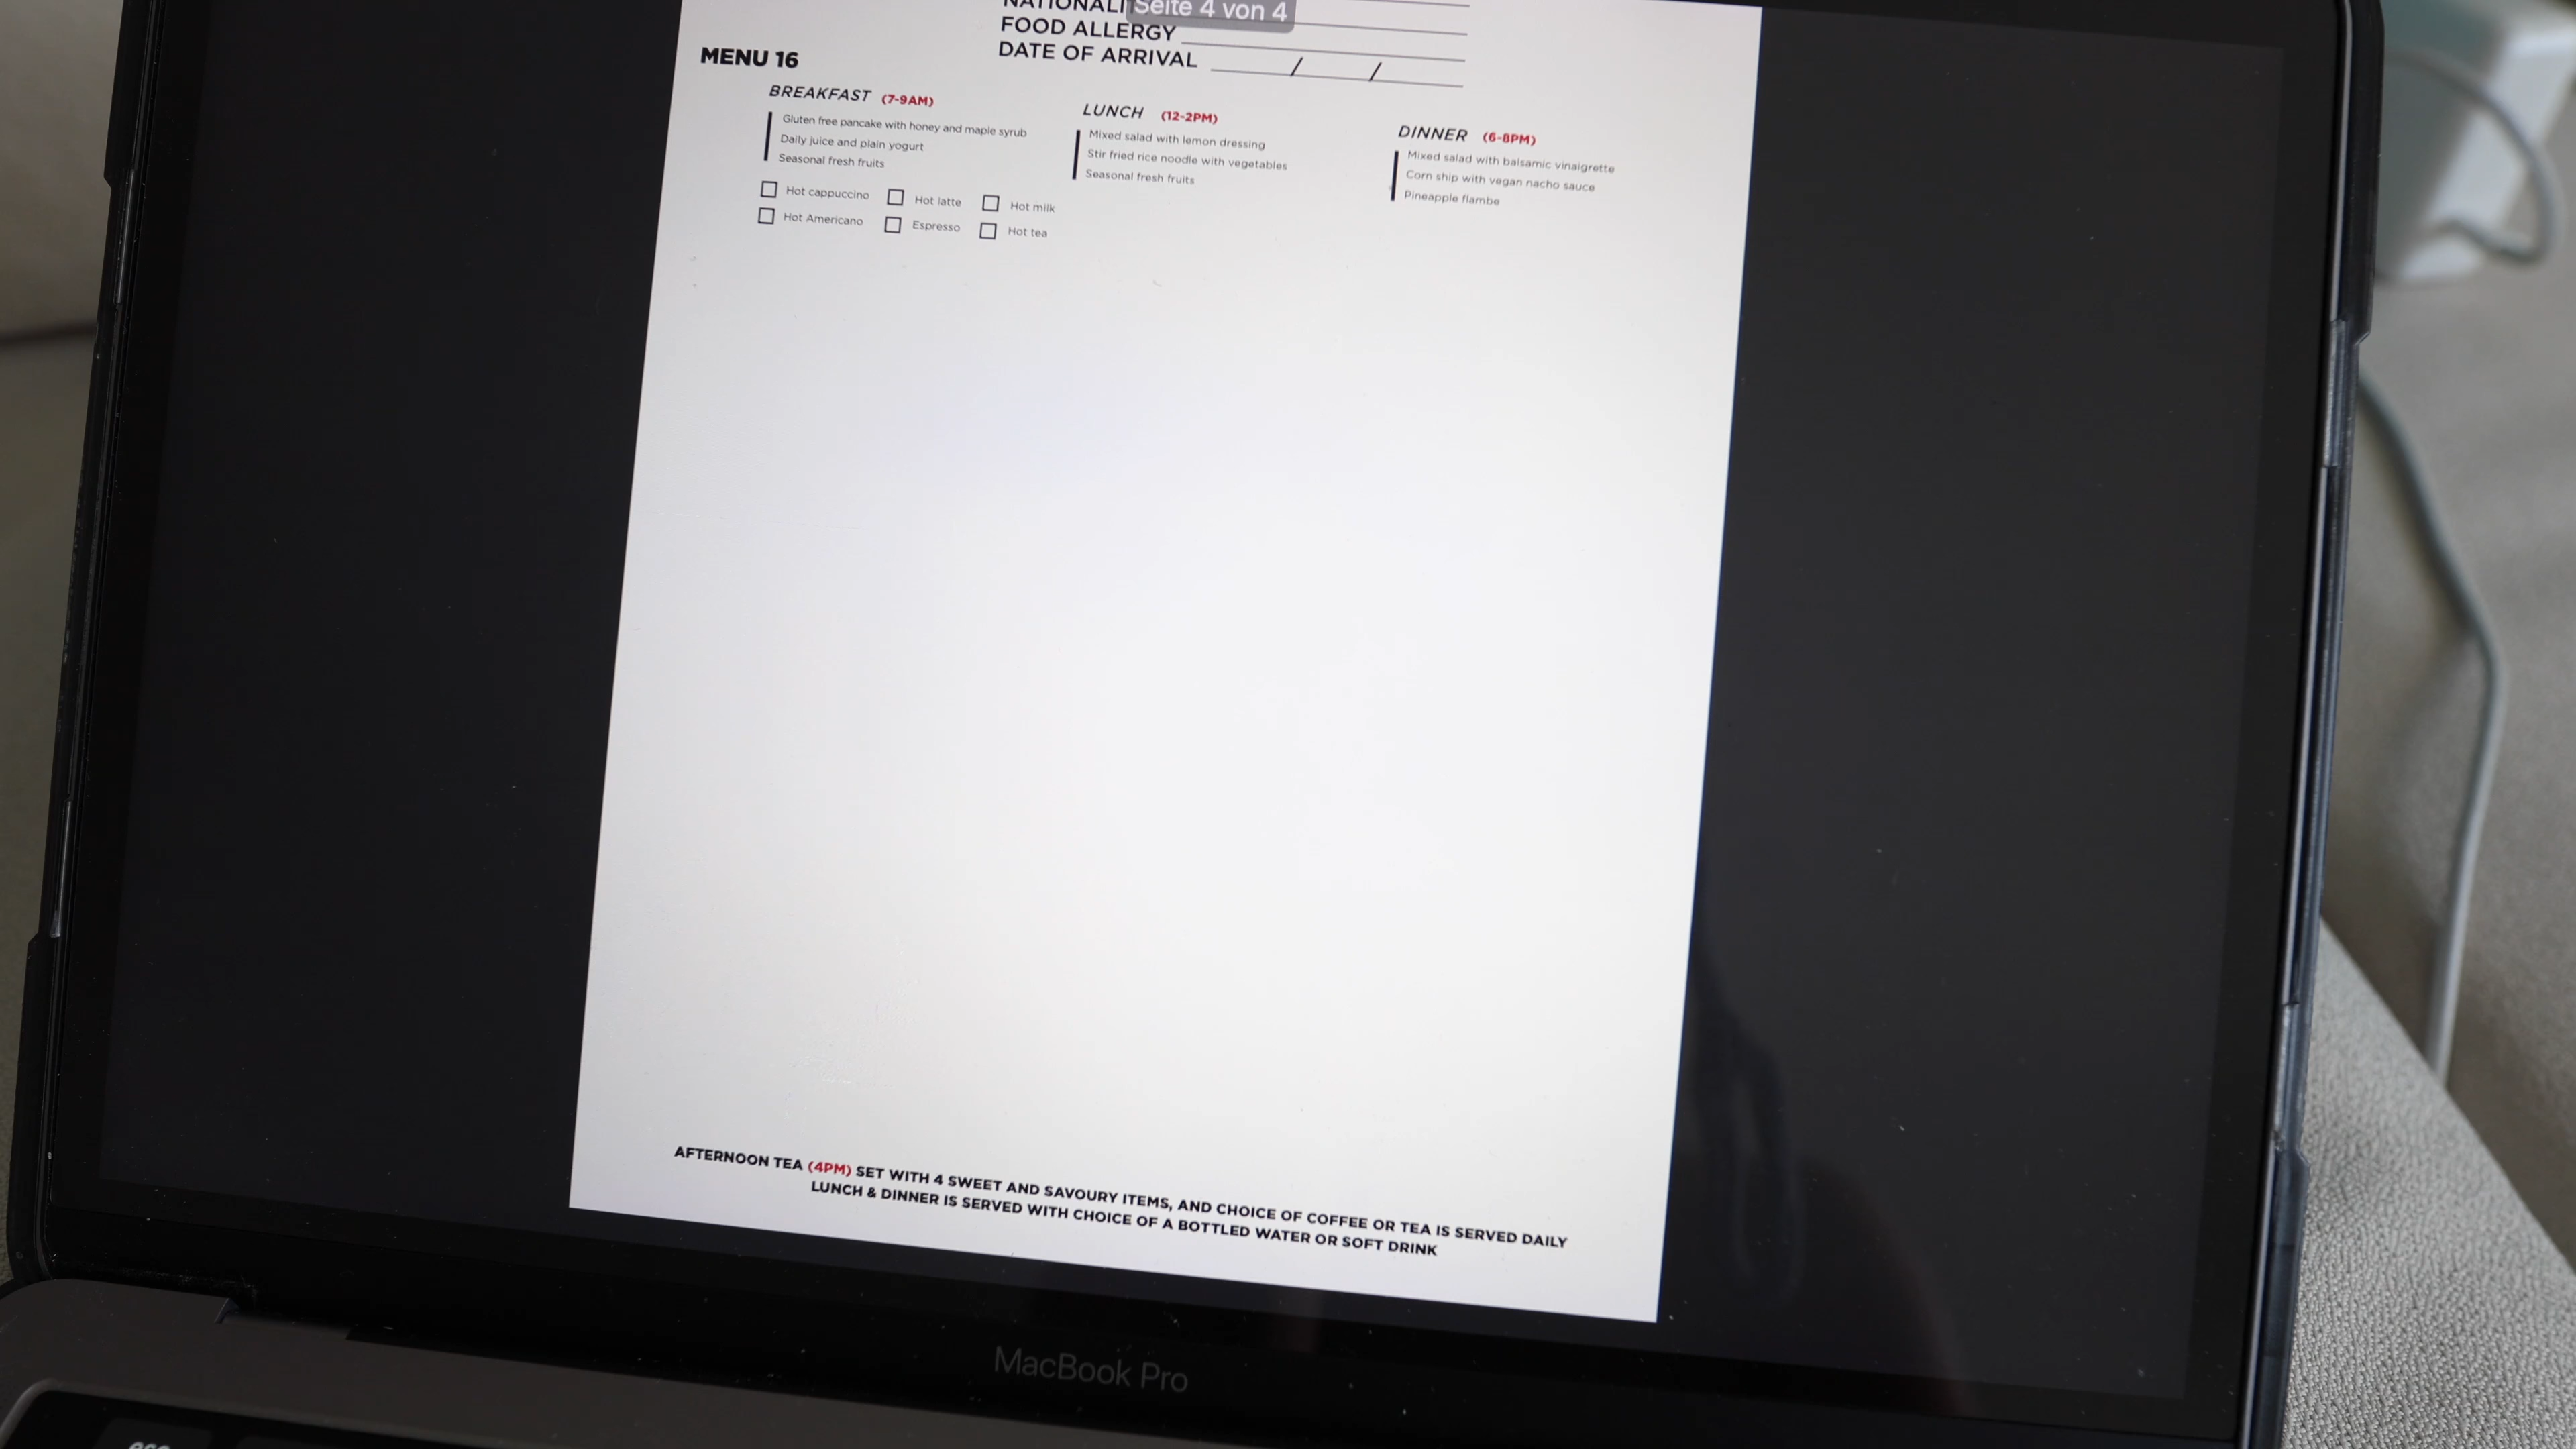 Seite 4 von 4
FOOD ALLERGY
DATE OF ARRIVAL / /
MENU 16
BREAKFAST (7-9AM)
Gluten free pancake with honey and maple syrub
Daily juice and plain yogurt
Seasonal fresh fruits
Hot cappuccino Hot latte Hot milk
Hot Americano Espresso Hot tea
LUNCH (12-2PM)
Mixed salad with lemon dressing
Stir fried rice noodle with vegetables
Seasonal fresh fruits
DINNER (6-8PM)
Mixed salad with balsamic vinaigrette
Corn ship with vegan nacho sauce
Pineapple flambe
AFTERNOON TEA (4PM) SET WITH 4 SWEET AND SAVOURY ITEMS, AND CHOICE OF COFFEE OR TEA IS SERVED DAILY
LUNCH & DINNER IS SERVED WITH CHOICE OF A BOTTLED WATER OR SOFT DRINK
MacBook Pro